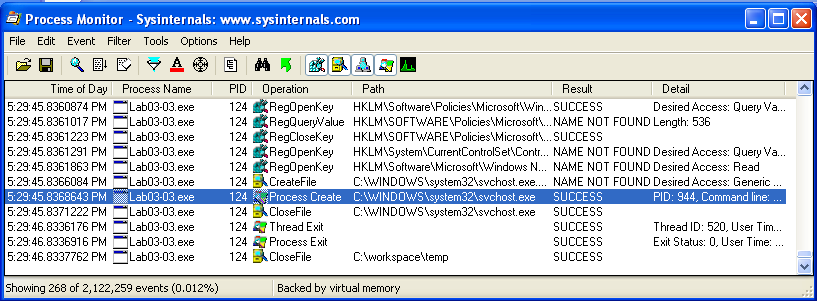 Process Monitor - Sysinternals: www.sysinternals.com
File Edit Event Filter Tools Options Help
Time of Day Process Name PID Operation Path Result Detail
5:29:45.8360874 PM Lab03-03.exe 124 RegOpenKey HKLM\Software\Policies\Microsoft\Win... SUCCESS Desired Access: Query Va...
5:29:45.8361017 PM Lab03-03.exe 124 RegQueryValue HKLM\SOFTWARE\Policies\Microsoft\... NAME NOT FOUND Length: 536
5:29:45.8361223 PM Lab03-03.exe 124 RegCloseKey HKLM\SOFTWARE\Policies\Microsoft\... SUCCESS
5:29:45.8361291 PM Lab03-03.exe 124 RegOpenKey HKLM\System\CurrentControlSet\Contr... NAME NOT FOUND Desired Access: Query Va...
5:29:45.8361863 PM Lab03-03.exe 124 RegOpenKey HKLM\Software\Microsoft\Windows N... NAME NOT FOUND Desired Access: Read
5:29:45.8366084 PM Lab03-03.exe 124 CreateFile C:\WINDOWS\system32\svchost.exe.... NAME NOT FOUND Desired Access: Generic ...
5:29:45.8368643 PM Lab03-03.exe 124 Process Create C:\WINDOWS\system32\svchost.exe SUCCESS PID: 944, Command line: ...
5:29:45.8371222 PM Lab03-03.exe 124 CloseFile C:\WINDOWS\system32\svchost.exe SUCCESS
5:29:46.8336176 PM Lab03-03.exe 124 Thread Exit SUCCESS Thread ID: 520, User Tim...
5:29:46.8336916 PM Lab03-03.exe 124 Process Exit SUCCESS Exit Status: 0, User Time:...
5:29:46.8337762 PM Lab03-03.exe 124 CloseFile C:\workspace\temp SUCCESS
Showing 268 of 2,122,259 events (0.012%) Backed by virtual memory